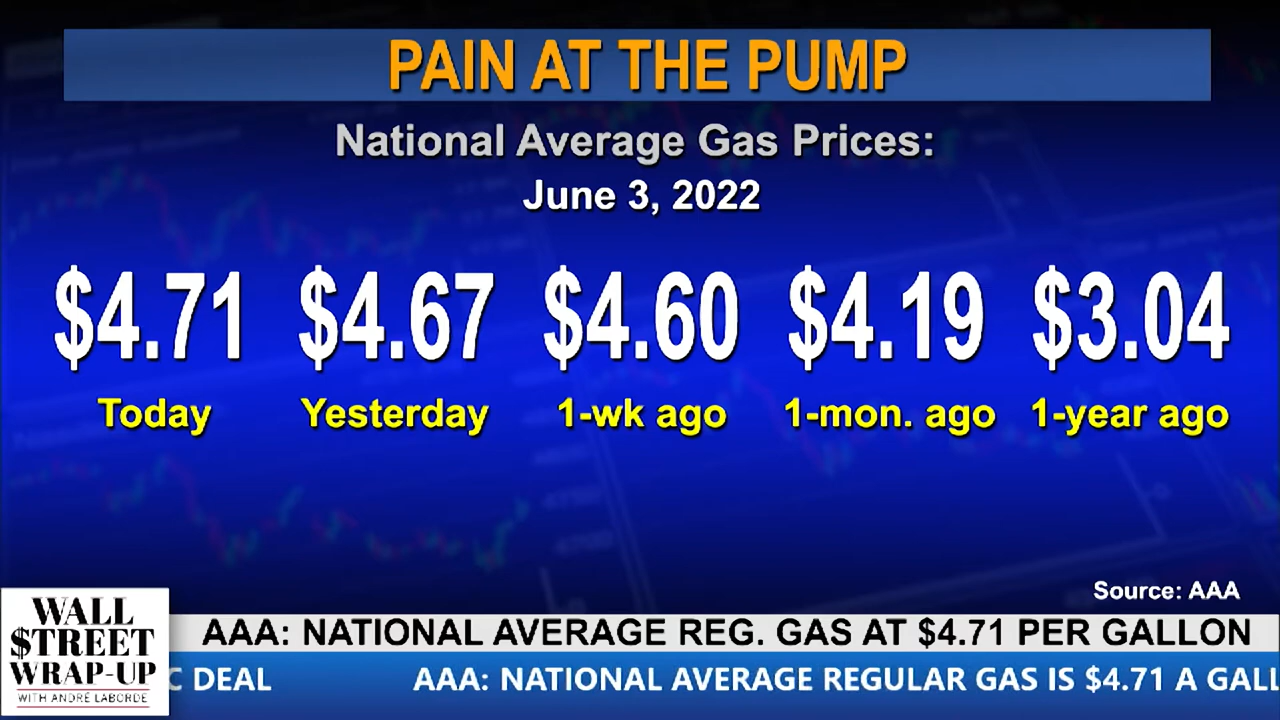 PAIN AT THE PUMP
National Average Gas Prices:
June 3, 2022
$4.71 $4.67 $4.60 $4.19 $3.04
Today Yesterday 1-wk ago 1-mon. ago 1-year ago
Source: AAA
WALL
$TREET
WRAP-UP
WITH ANDRÉ LABORDE
AAA: NATIONAL AVERAGE REG. GAS AT $4.71 PER GALLON
C DEAL AAA: NATIONAL AVERAGE REGULAR GAS IS $4.71 A GALL